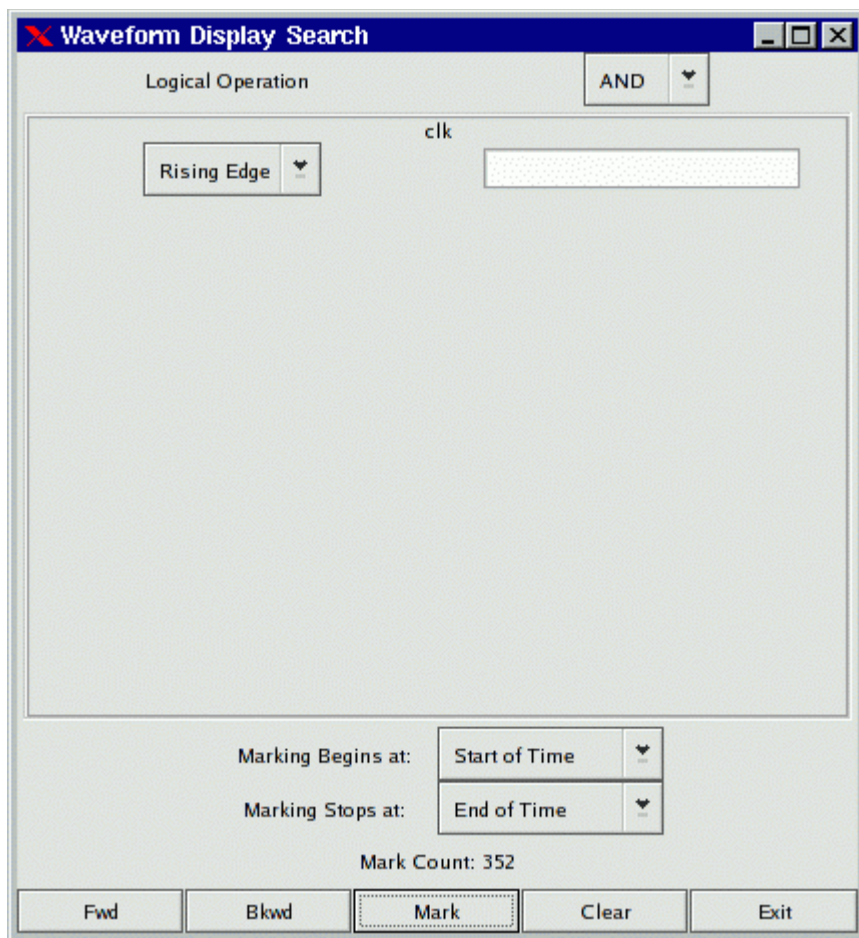 Waveform Display Search
Logical Operation AND
clk
Rising Edge
Marking Begins at: Start of Time
Marking Stops at: End of Time
Mark Count: 352
Fwd Bkwd Mark Clear Exit